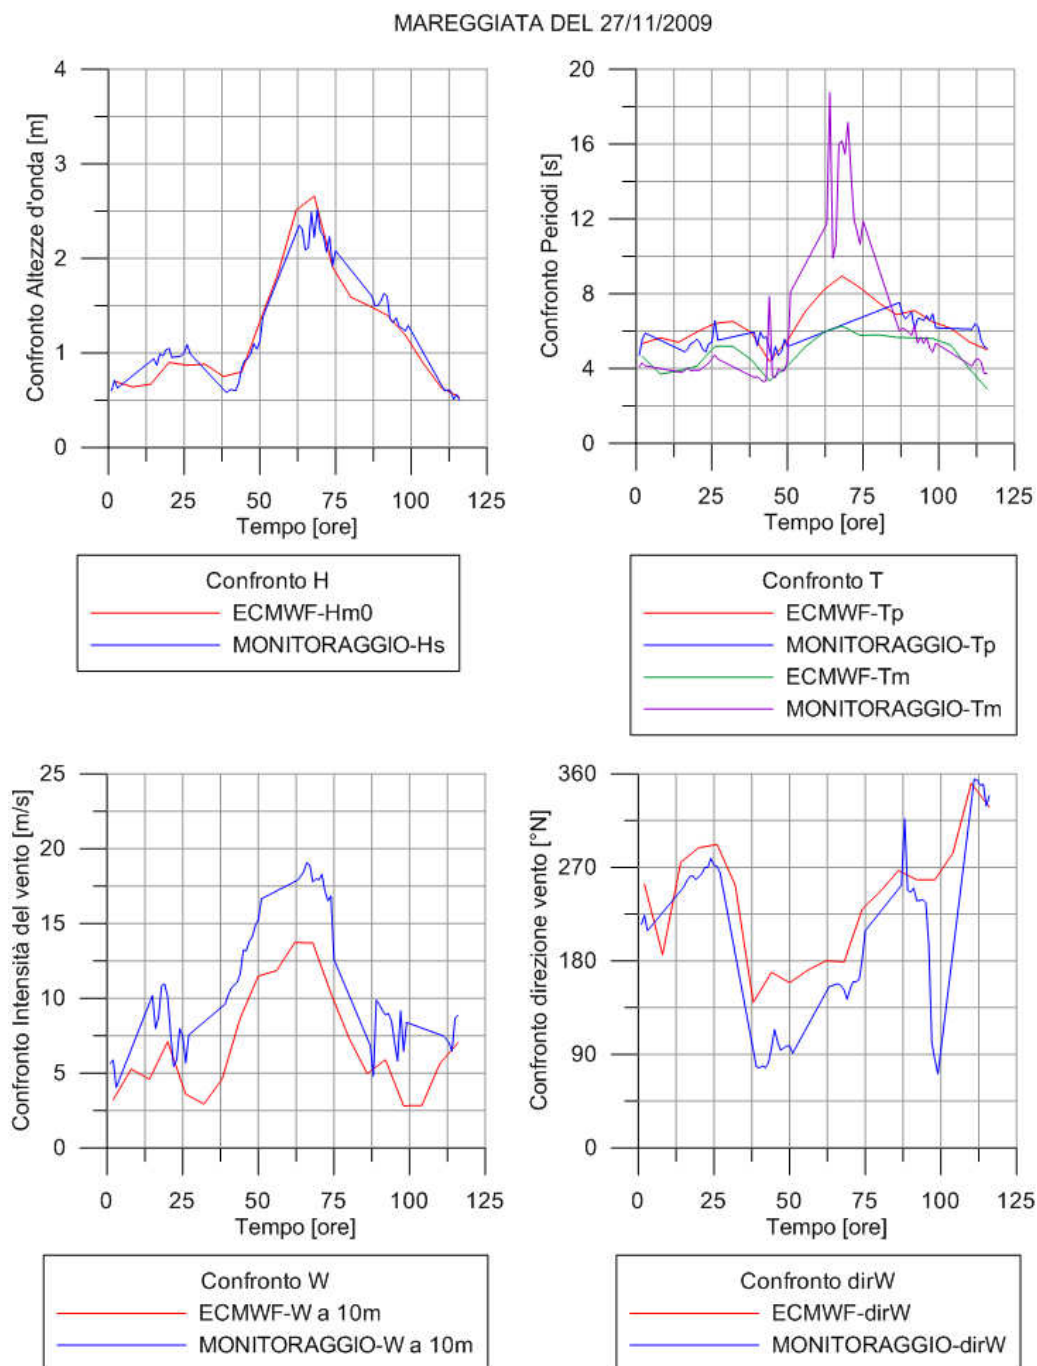 MAREGGIATA DEL 27/11/2009
Confronto Altezze d'onda [m]
4
3
2
1
0
0 25 50 75 100 125
Tempo [ore]
Confronto H
ECMWF-Hm0
MONITORAGGIO-Hs
Confronto Periodi [s]
20
16
12
8
4
0
0 25 50 75 100 125
Tempo [ore]
Confronto T
ECMWF-Tp
MONITORAGGIO-Tp
ECMWF-Tm
MONITORAGGIO-Tm
Confronto Intensità del vento [m/s]
25
20
15
10
5
0
0 25 50 75 100 125
Tempo [ore]
Confronto W
ECMWF-W a 10m
MONITORAGGIO-W a 10m
Confronto direzione vento [°N]
360
270
180
90
0
0 25 50 75 100 125
Tempo [ore]
Confronto dirW
ECMWF-dirW
MONITORAGGIO-dirW